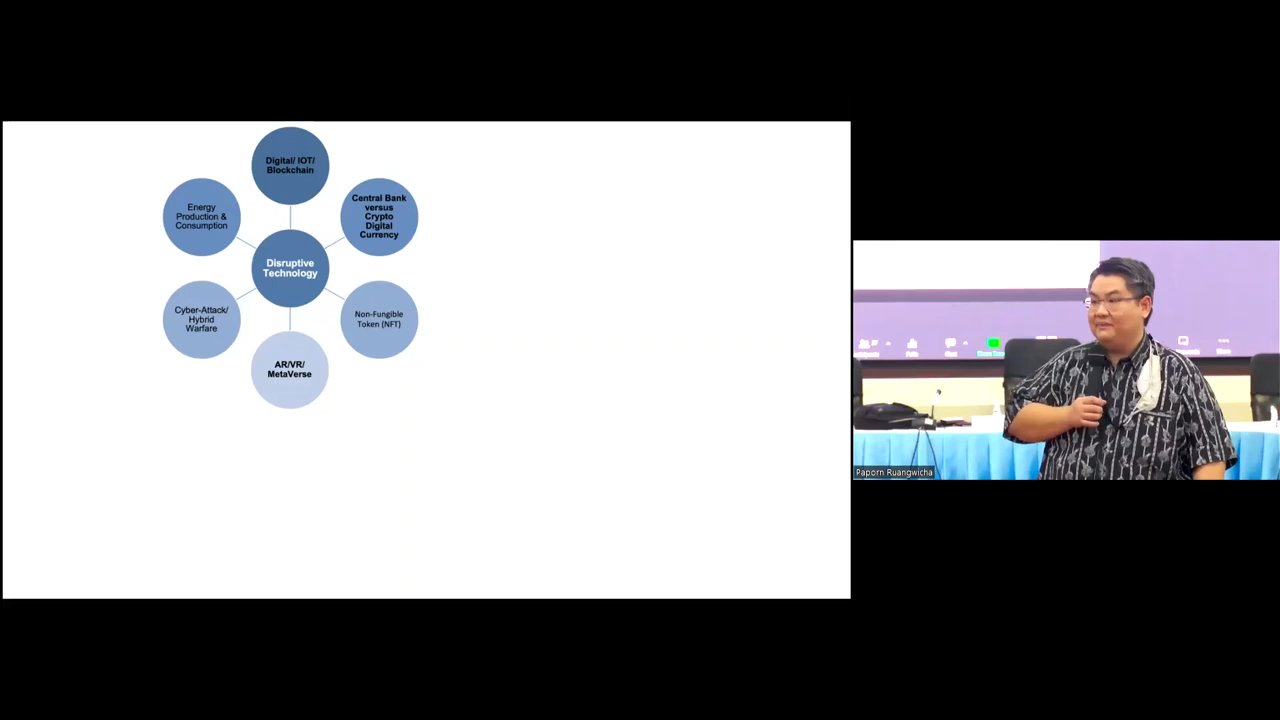 Digital/ IOT/
Blockchain
Energy
Production &
Consumption
Central Bank
versus
Crypto
Digital
Currency
Disruptive
Technology
Cyber-Attack/
Hybrid
Warfare
Non-Fungible
Token (NFT)
AR/VR/
MetaVerse
Paporn Ruangwicha